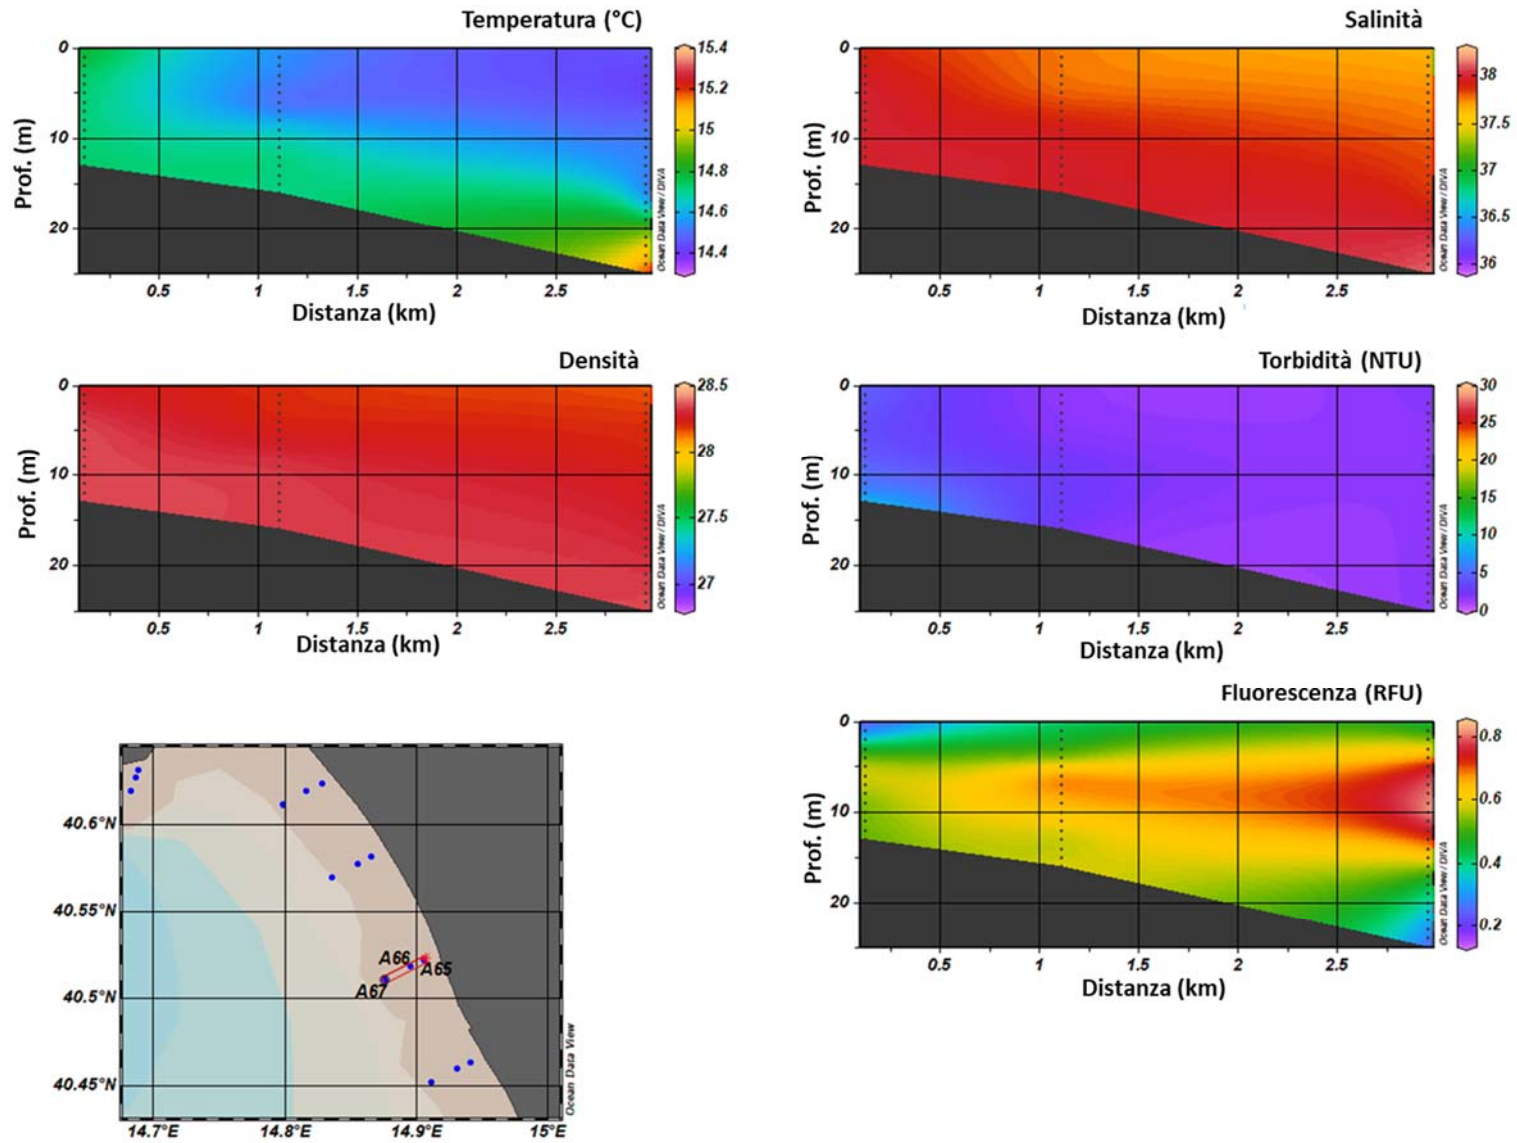 Temperatura (°C)
0
10
20
Prof. (m)
0.5 1 1.5 2 2.5
Distanza (km)
15.4
15.2
15
14.8
14.6
14.4
Ocean Data View / DIVA
Salinità
0
10
20
Prof. (m)
0.5 1 1.5 2 2.5
Distanza (km)
38
37.5
37
36.5
36
Ocean Data View / DIVA
Densità
0
10
20
Prof. (m)
0.5 1 1.5 2 2.5
Distanza (km)
28.5
28
27.5
27
Ocean Data View / DIVA
Torbidità (NTU)
0
10
20
Prof. (m)
0.5 1 1.5 2 2.5
Distanza (km)
30
25
20
15
10
5
0
Ocean Data View / DIVA
40.6°N
40.55°N
40.5°N
40.45°N
A66
A65
A67
14.7°E 14.8°E 14.9°E 15°E
Ocean Data View
Fluorescenza (RFU)
0
10
20
Prof. (m)
0.5 1 1.5 2 2.5
Distanza (km)
0.8
0.6
0.4
0.2
Ocean Data View / DIVA